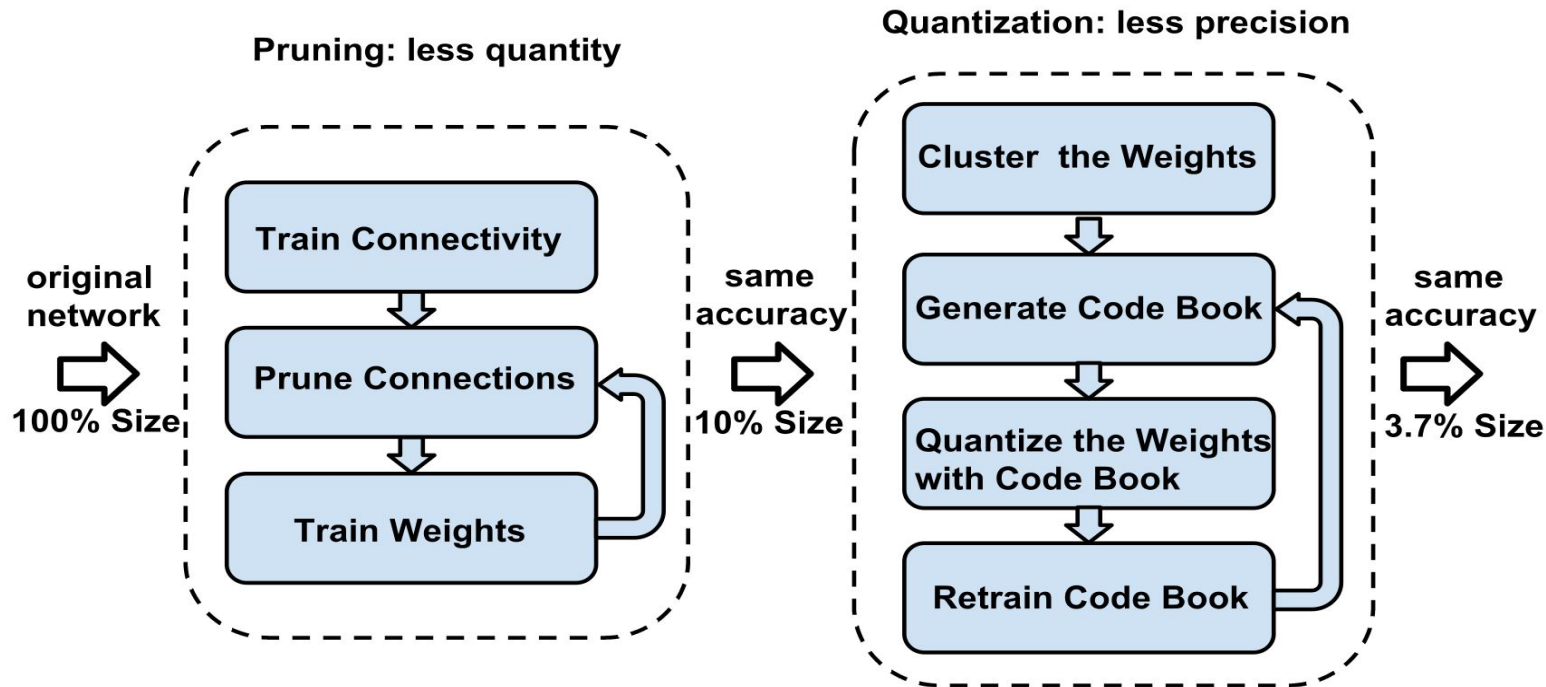 Pruning: less quantity
original
network
100% Size
Train Connectivity
Prune Connections
Train Weights
same
accuracy
10% Size
Quantization: less precision
Cluster the Weights
Generate Code Book
Quantize the Weights
with Code Book
Retrain Code Book
same
accuracy
3.7% Size